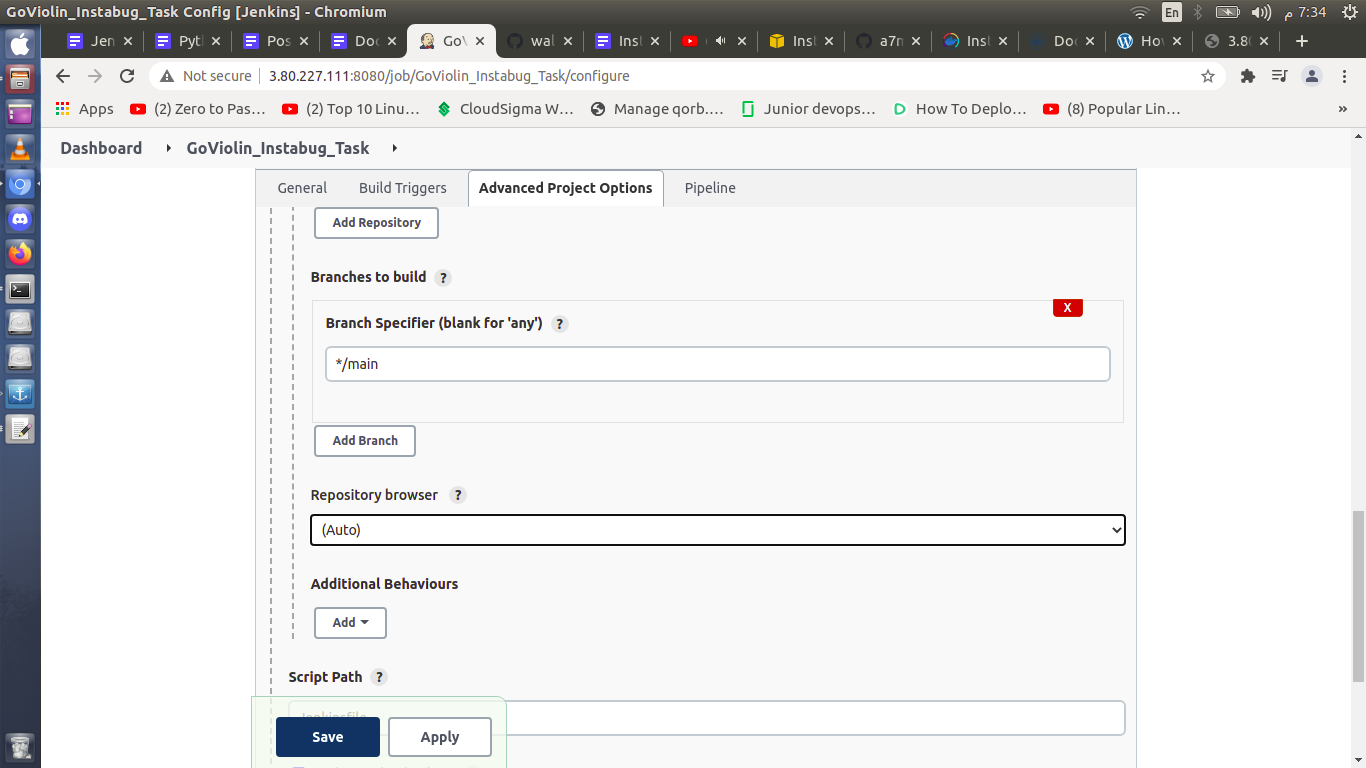 GoViolin_Instabug_Task Config [Jenkins] - Chromium
En
7:34 م
Jen
Pyt
Pos
Doc
GoV
wal
Inst
Inst
a7n
Inst
Doc
Hov
3.8(
Not secure
3.80.227.111:8080/job/GoViolin_Instabug_Task/configure
Apps
(2) Zero to Pas…
(2) Top 10 Linu…
CloudSigma W…
Manage qorb.…
Junior devops…
How To Deplo…
(8) Popular Lin…
»
Dashboard
GoViolin_Instabug_Task
General
Build Triggers
Advanced Project Options
Pipeline
Add Repository
Branches to build ?
X
Branch Specifier (blank for 'any') ?
*/main
Add Branch
Repository browser ?
(Auto)
Additional Behaviours
Add
Script Path ?
Jenkinsfile
Save
Apply